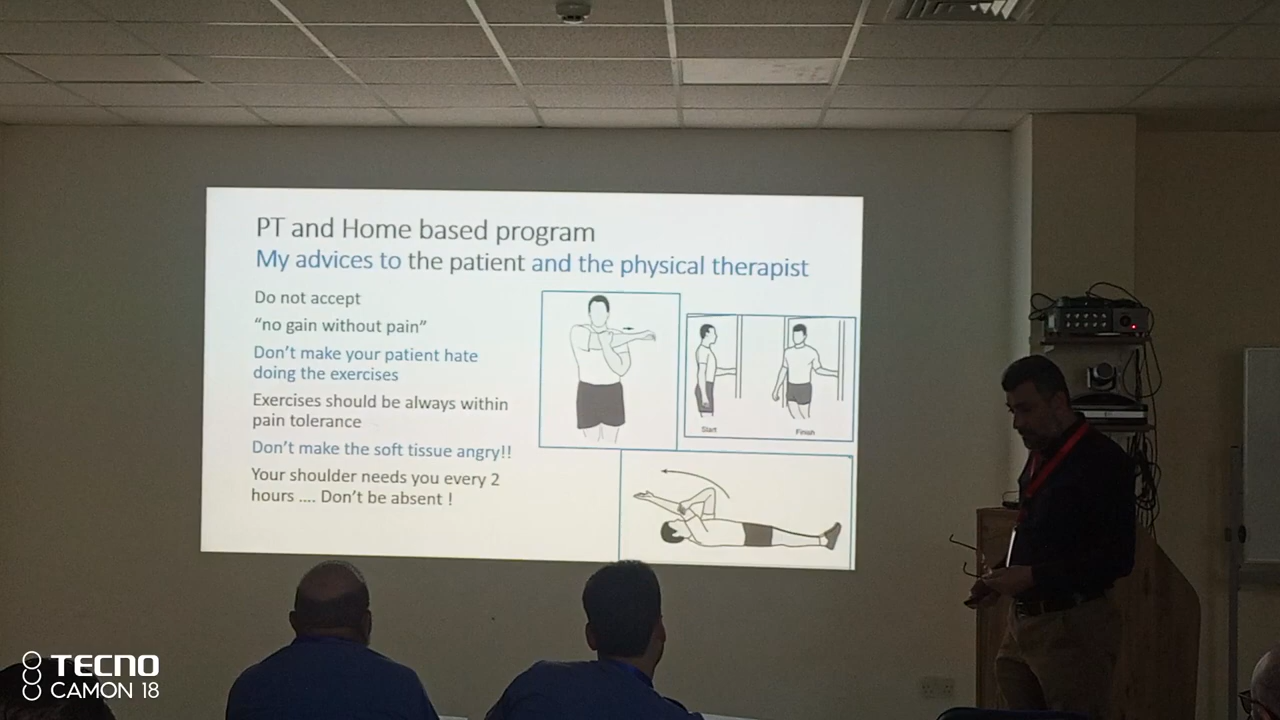 PT and Home based program
My advices to the patient and the physical therapist
Do not accept
“no gain without pain”
Don’t make your patient hate
doing the exercises
Exercises should be always within
pain tolerance
Don’t make the soft tissue angry!!
Your shoulder needs you every 2
hours .... Don’t be absent !
Start
Finish
TECNO
CAMON 18